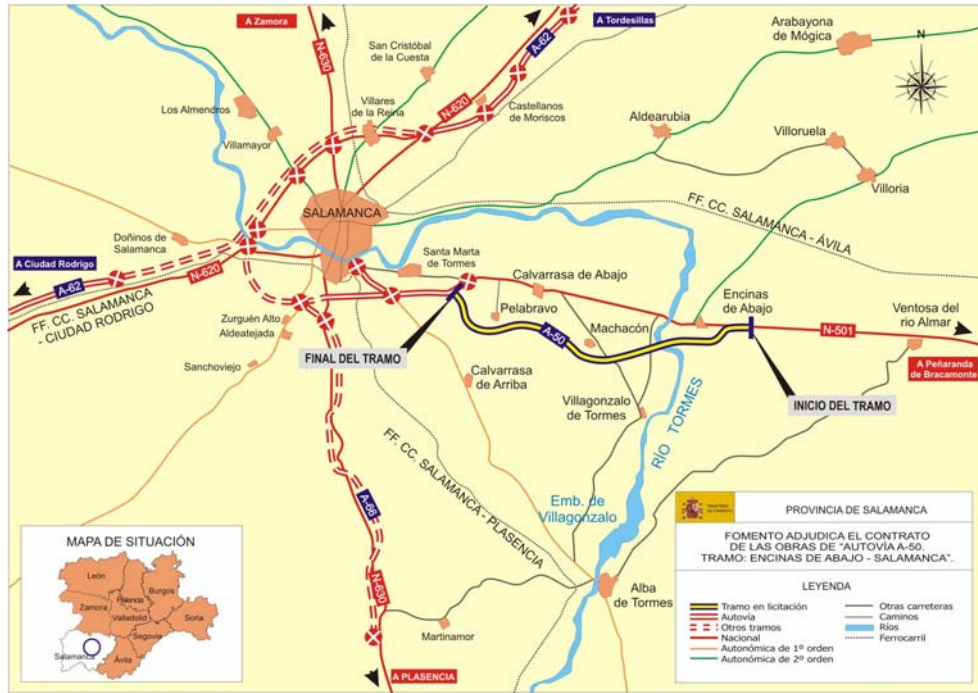 A Zamora
A Tordesillas
Arabayona
de Mógica
San Cristóbal
de la Cuesta
N-630
A-62
N-620
N
Los Almendros
Villares
de la Reina
Castellanos
de Moriscos
Aldearubia
Villoruela
Villamayor
Villoria
SALAMANCA
FF. CC. SALAMANCA - ÁVILA
Doñinos de
Salamanca
Santa Marta
de Tormes
A Ciudad Rodrigo
A-62
N-620
FF. CC. SALAMANCA
- CIUDAD RODRIGO
Calvarrasa de Abajo
Encinas
de Abajo
Ventosa del
rio Almar
Pelabravo
Zurguén Alto
Aldeatejada
Machacón
A-50
N-501
FINAL DEL TRAMO
Sanchoviejo
A Peñaranda
de Bracamonte
Calvarrasa
de Arriba
INICIO DEL TRAMO
Villagonzalo
de Tormes
RÍO TORMES
FF. CC. SALAMANCA - PLASENCIA
A-66
Emb. de
Villagonzalo
N-630
Alba
de Tormes
Martinamor
A PLASENCIA
MAPA DE SITUACIÓN
León
Burgos
Palencia
Zamora
Valladolid
Soria
Segovia
Salamanca
Ávila
PROVINCIA DE SALAMANCA
FOMENTO ADJUDICA EL CONTRATO
DE LAS OBRAS DE "AUTOVÍA A-50.
TRAMO: ENCINAS DE ABAJO - SALAMANCA".
LEYENDA
Tramo en licitación
Autovía
Otros tramos
Nacional
Autonómica de 1º orden
Autonómica de 2º orden
Otras carreteras
Caminos
Ríos
Ferrocarril